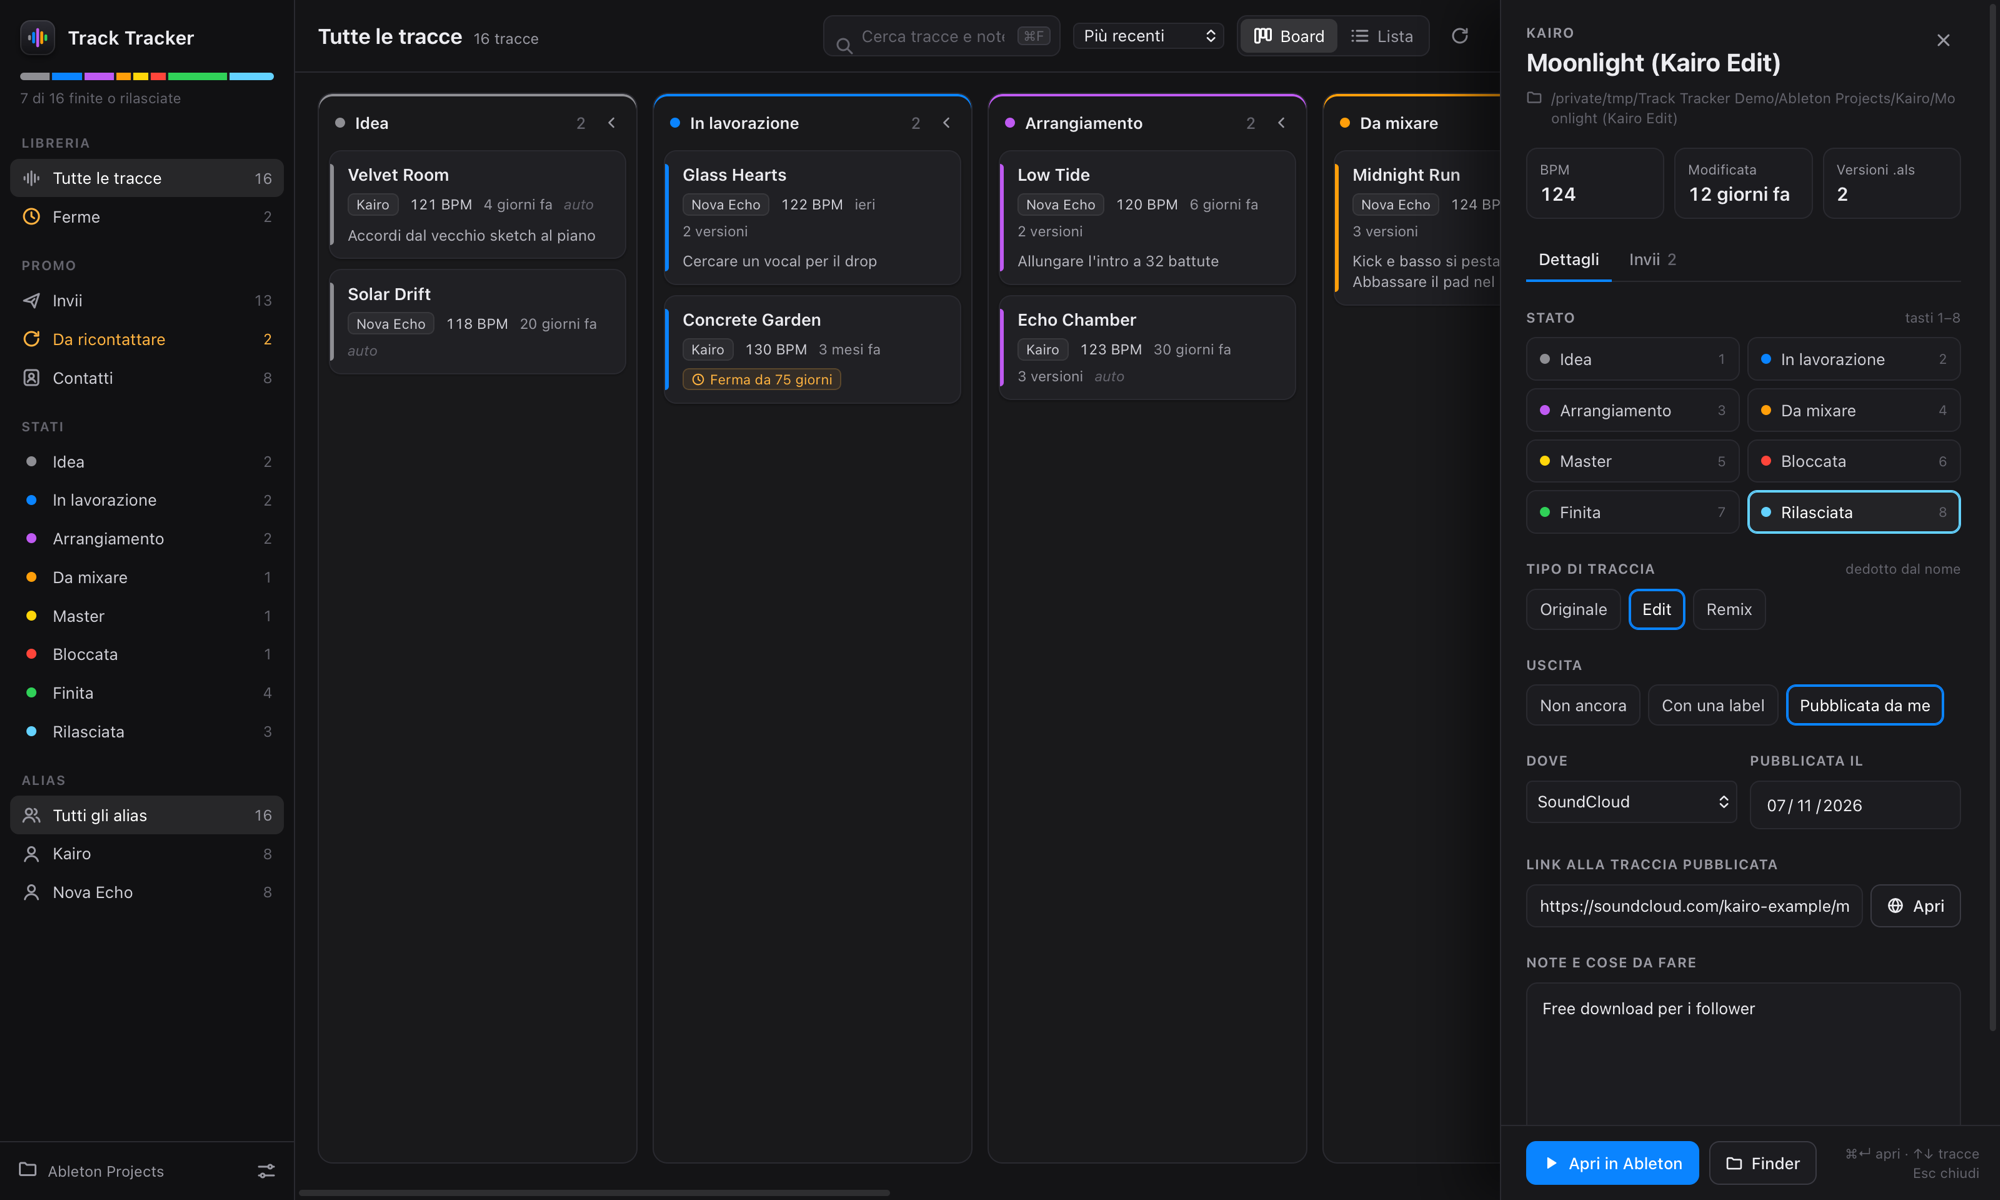 Track Tracker
7 di 16 finite o rilasciate
LIBRERIA
Tutte le tracce 16
Ferme 2
PROMO
Invii 13
Da ricontattare 2
Contatti 8
STATI
Idea 2
In lavorazione 2
Arrangiamento 2
Da mixare 1
Master 1
Bloccata 1
Finita 4
Rilasciata 3
ALIAS
Tutti gli alias 16
Kairo 8
Nova Echo 8
Ableton Projects
Tutte le tracce 16 tracce
Cerca tracce e note ⌘F
Più recenti
Board
Lista
Idea 2
Velvet Room
Kairo 121 BPM 4 giorni fa auto
Accordi dal vecchio sketch al piano
Solar Drift
Nova Echo 118 BPM 20 giorni fa
auto
In lavorazione 2
Glass Hearts
Nova Echo 122 BPM ieri
2 versioni
Cercare un vocal per il drop
Concrete Garden
Kairo 130 BPM 3 mesi fa
Ferma da 75 giorni
Arrangiamento 2
Low Tide
Nova Echo 120 BPM 6 giorni fa
2 versioni
Allungare l'intro a 32 battute
Echo Chamber
Kairo 123 BPM 30 giorni fa
3 versioni auto
Da mixare
Midnight Run
Nova Echo 124 BP
3 versioni
Kick e basso si pesta
Abbassare il pad nel
KAIRO
Moonlight (Kairo Edit)
/private/tmp/Track Tracker Demo/Ableton Projects/Kairo/Mo
onlight (Kairo Edit)
BPM
124
Modificata
12 giorni fa
Versioni .als
2
Dettagli
Invii 2
STATO tasti 1–8
Idea 1
In lavorazione 2
Arrangiamento 3
Da mixare 4
Master 5
Bloccata 6
Finita 7
Rilasciata 8
TIPO DI TRACCIA dedotto dal nome
Originale
Edit
Remix
USCITA
Non ancora
Con una label
Pubblicata da me
DOVE
SoundCloud
PUBBLICATA IL
07/11/2026
LINK ALLA TRACCIA PUBBLICATA
https://soundcloud.com/kairo-example/m
Apri
NOTE E COSE DA FARE
Free download per i follower
Apri in Ableton
Finder
⌘↵ apri · ↑↓ tracce
Esc chiudi